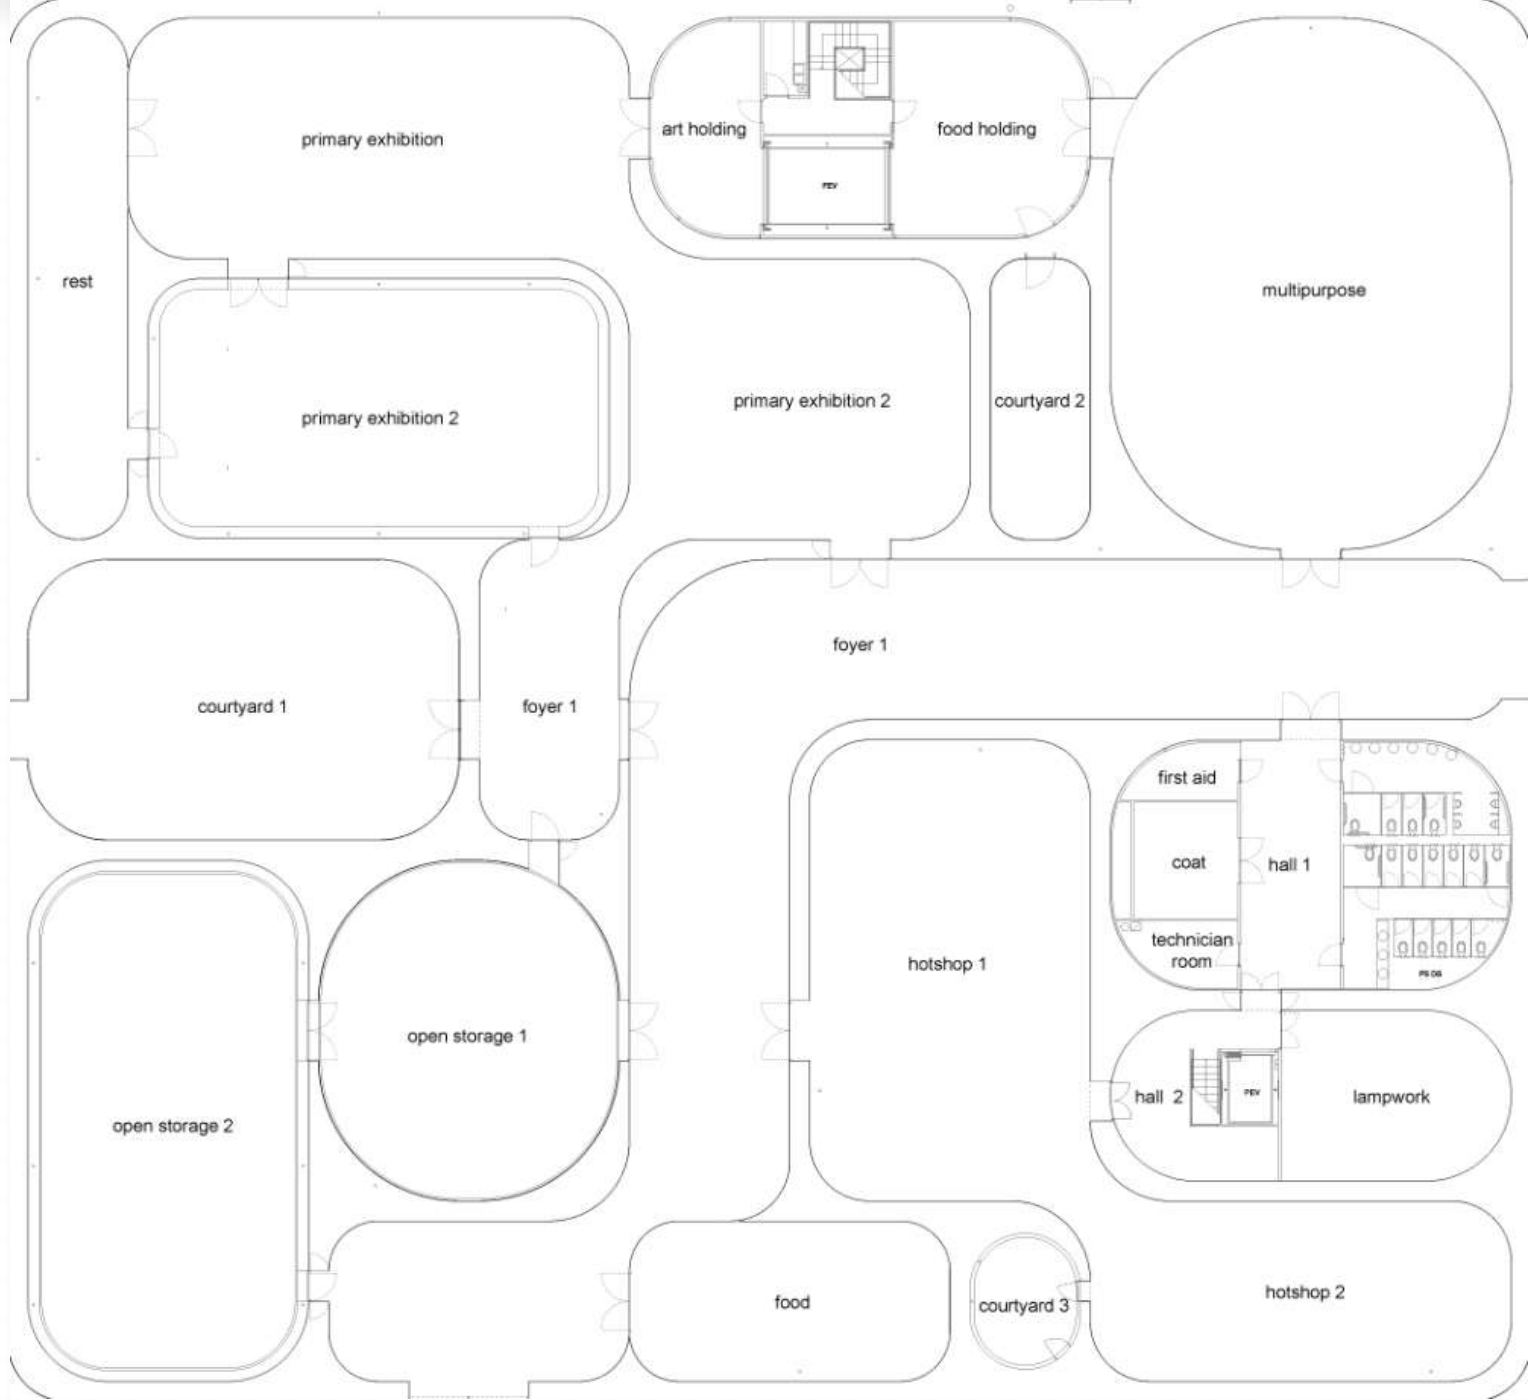 primary exhibition
art holding
food holding
PEV
rest
multipurpose
primary exhibition 2
primary exhibition 2
courtyard 2
foyer 1
courtyard 1
foyer 1
first aid
coat
hall 1
technician
room
hotshop 1
open storage 1
open storage 2
hall 2
PEV
lampwork
food
courtyard 3
hotshop 2